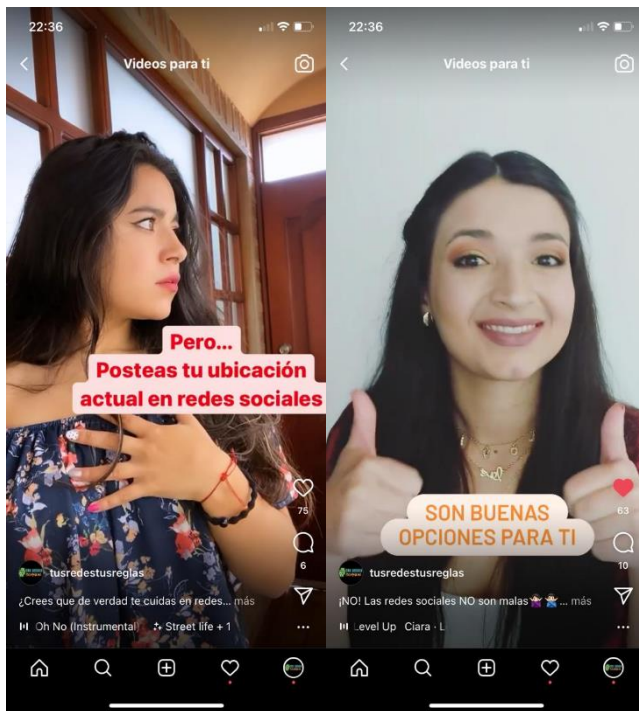 22:36
Videos para ti
Pero...
Posteas tu ubicación
actual en redes sociales
75
6
tusredestusreglas
¿Crees que de verdad te cuidas en redes... más
Oh No (Instrumental)
Street life + 1
22:36
Videos para ti
SON BUENAS
OPCIONES PARA TI
63
10
tusredestusreglas
¡NO! Las redes sociales NO son malas🙅🏻‍♀️🙅🏻‍♂️... más
Level Up Ciara · L